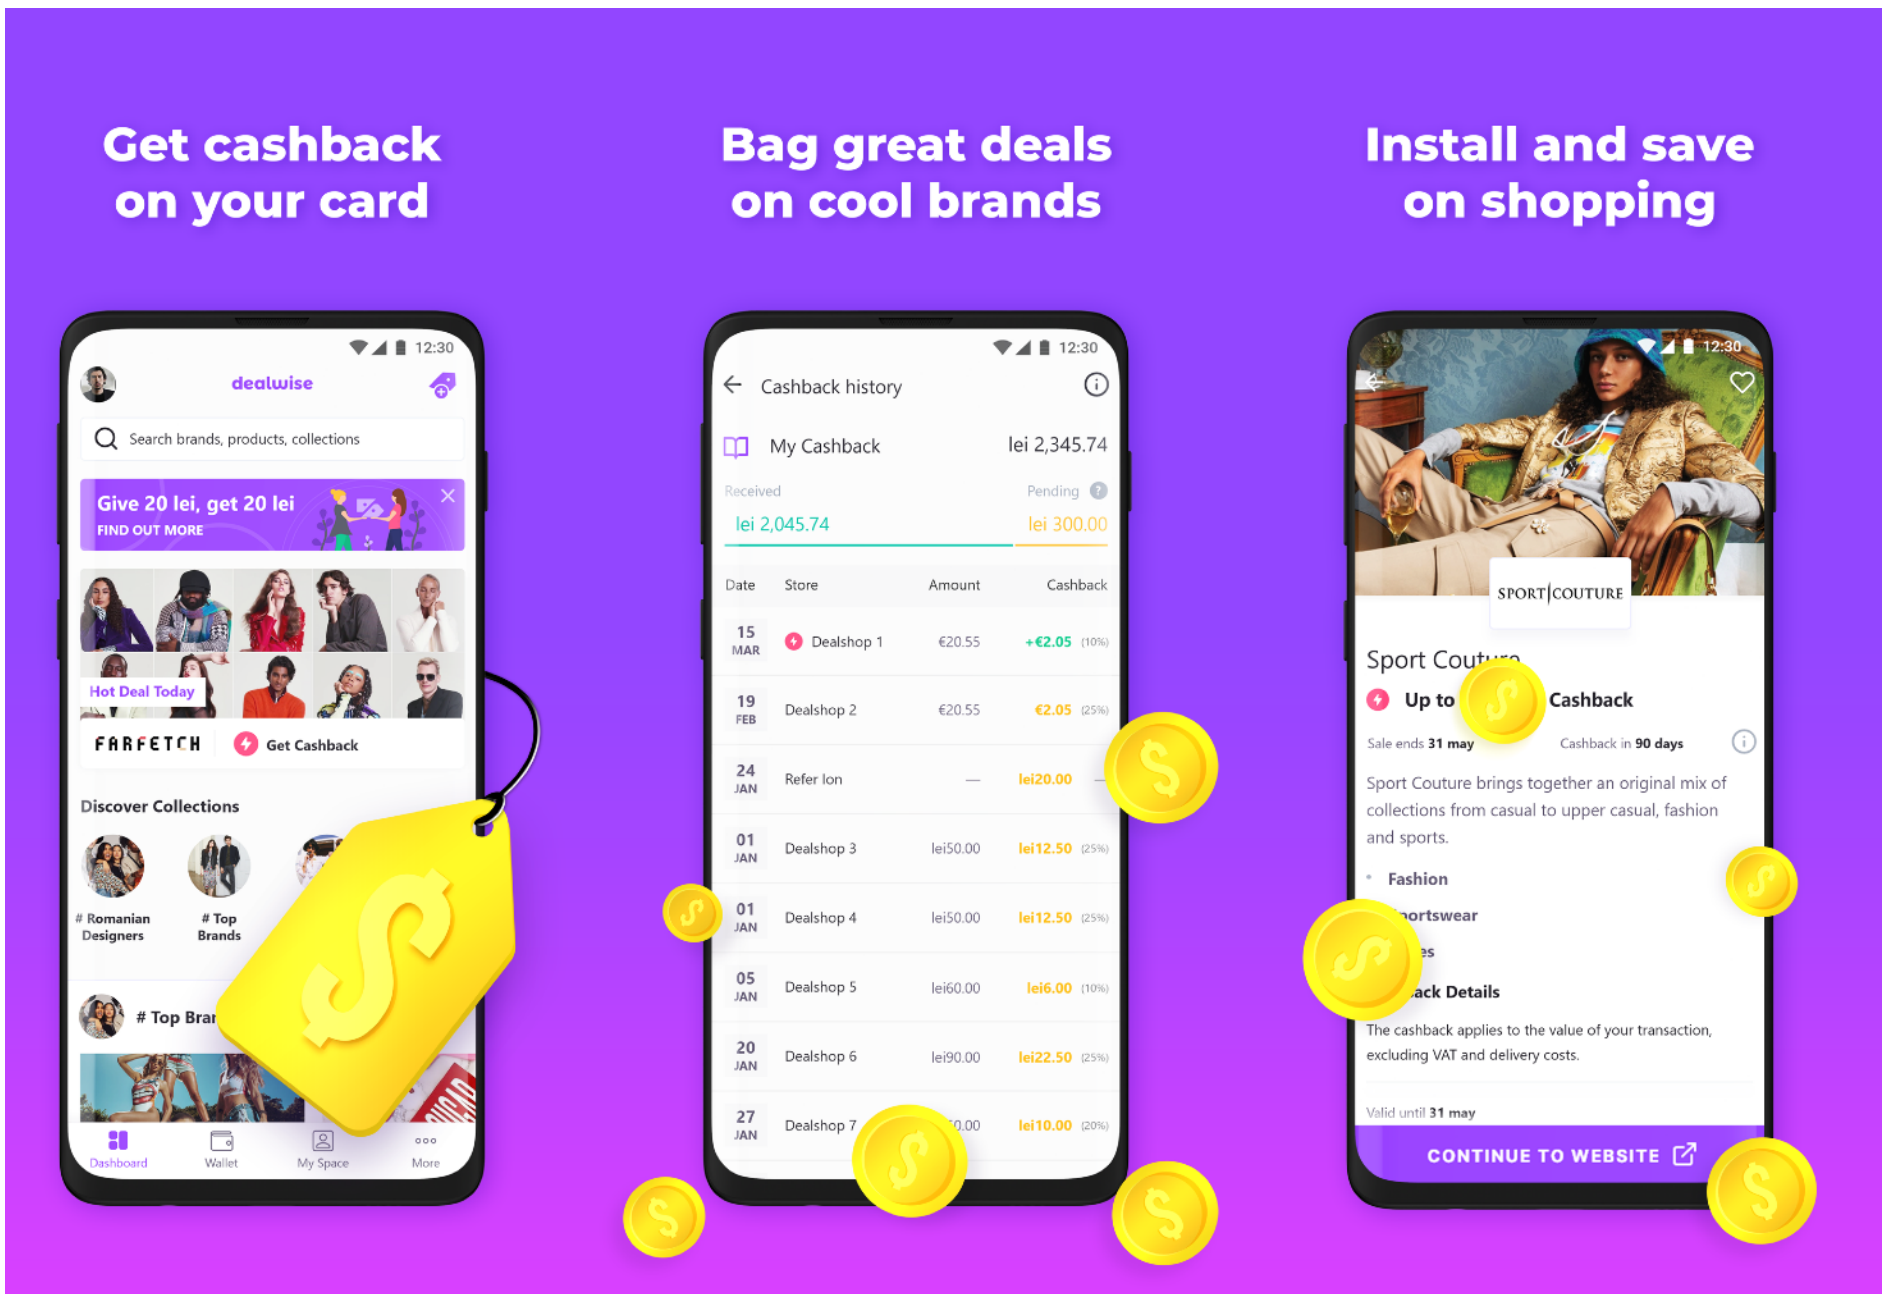 Get cashback
on your card
12:30
dealwise
Search brands, products, collections
Give 20 lei, get 20 lei
FIND OUT MORE
Hot Deal Today
FARFETCH
Get Cashback
Discover Collections
# Romanian
Designers
# Top
Brands
# Top
Dashboard
Wallet
My Space
More
Bag great deals
on cool brands
12:30
Cashback history
My Cashback
lei 2,345.74
Received
Pending ?
lei 2,045.74
lei 300.00
Date Store Amount Cashback
15 MAR Dealshop 1 €20.55 +€2.05 (10%)
19 FEB Dealshop 2 €20.55 €2.05 (25%)
24 JAN Refer Ion — lei20.00 —
01 JAN Dealshop 3 lei50.00 lei12.50 (25%)
01 JAN Dealshop 4 lei50.00 lei12.50 (25%)
05 JAN Dealshop 5 lei60.00 lei6.00 (10%)
20 JAN Dealshop 6 lei90.00 lei22.50 (25%)
27 JAN Dealshop 7 lei10.00 (20%)
Install and save
on shopping
12:30
SPORT|COUTURE
Sport Couture
Up to Cashback
Sale ends 31 may
Cashback in 90 days
Sport Couture brings together an original mix of
collections from casual to upper casual, fashion
and sports.
• Fashion
Details
The cashback applies to the value of your transaction,
excluding VAT and delivery costs.
Valid until 31 may
CONTINUE TO WEBSITE